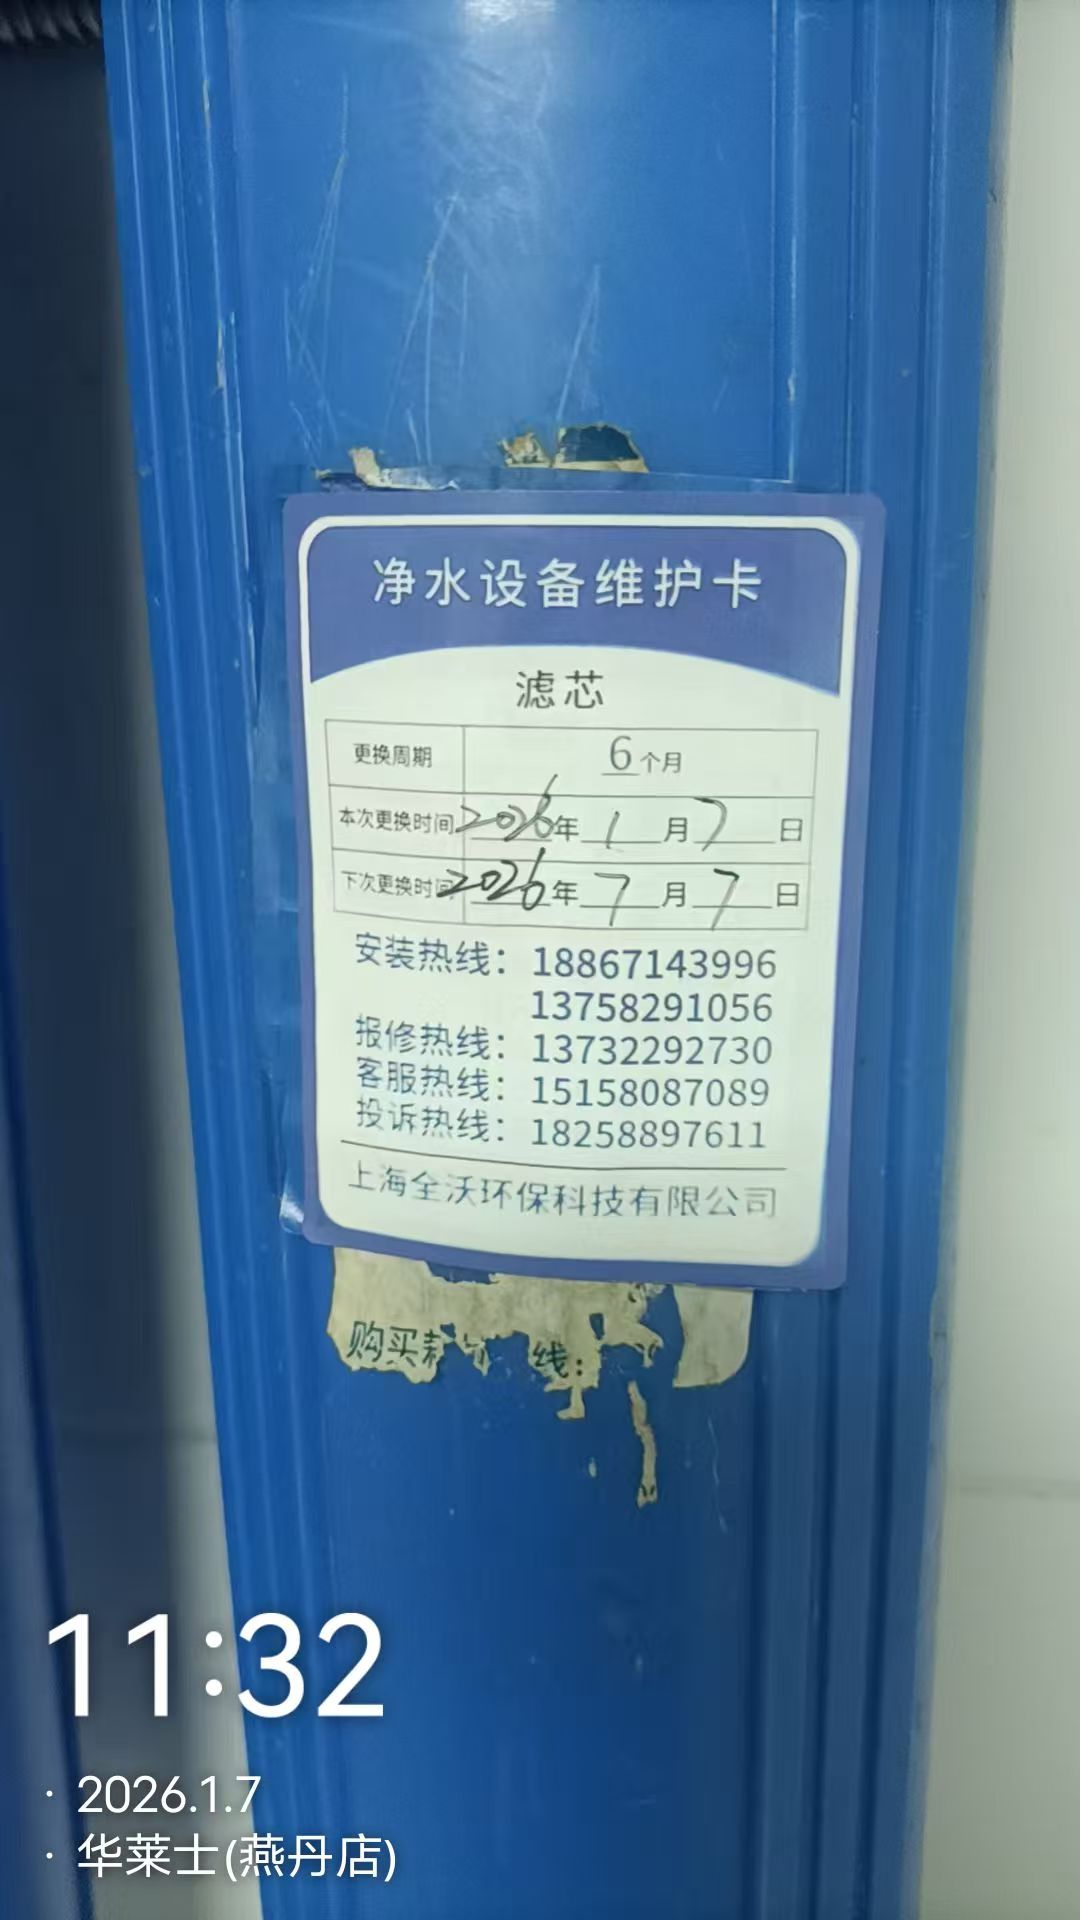 净水设备维护卡
滤芯
更换周期 6个月
本次更换时间 2026年 1 月 7 日
下次更换时间 2026年 7 月 7 日
安装热线：18867143996
13758291056
报修热线：13732292730
客服热线：15158087089
投诉热线：18258897611
上海全沃环保科技有限公司
购买 线：
11:32
· 2026.1.7
· 华莱士(燕丹店)